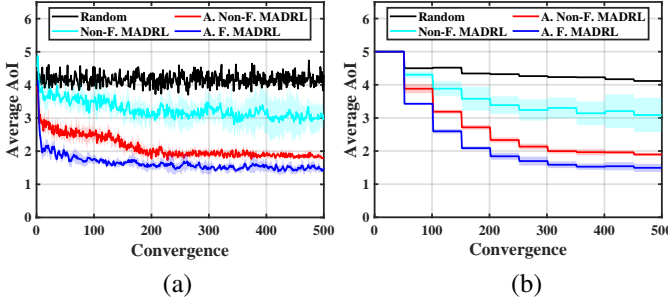 Random
A. Non-F. MADRL
Non-F. MADRL
A. F. MADRL
Average AoI
6
5
4
3
2
1
0
0
100
200
300
400
500
Convergence
(a)
Random
A. Non-F. MADRL
Non-F. MADRL
A. F. MADRL
Average AoI
6
5
4
3
2
1
0
0
100
200
300
400
500
Convergence
(b)